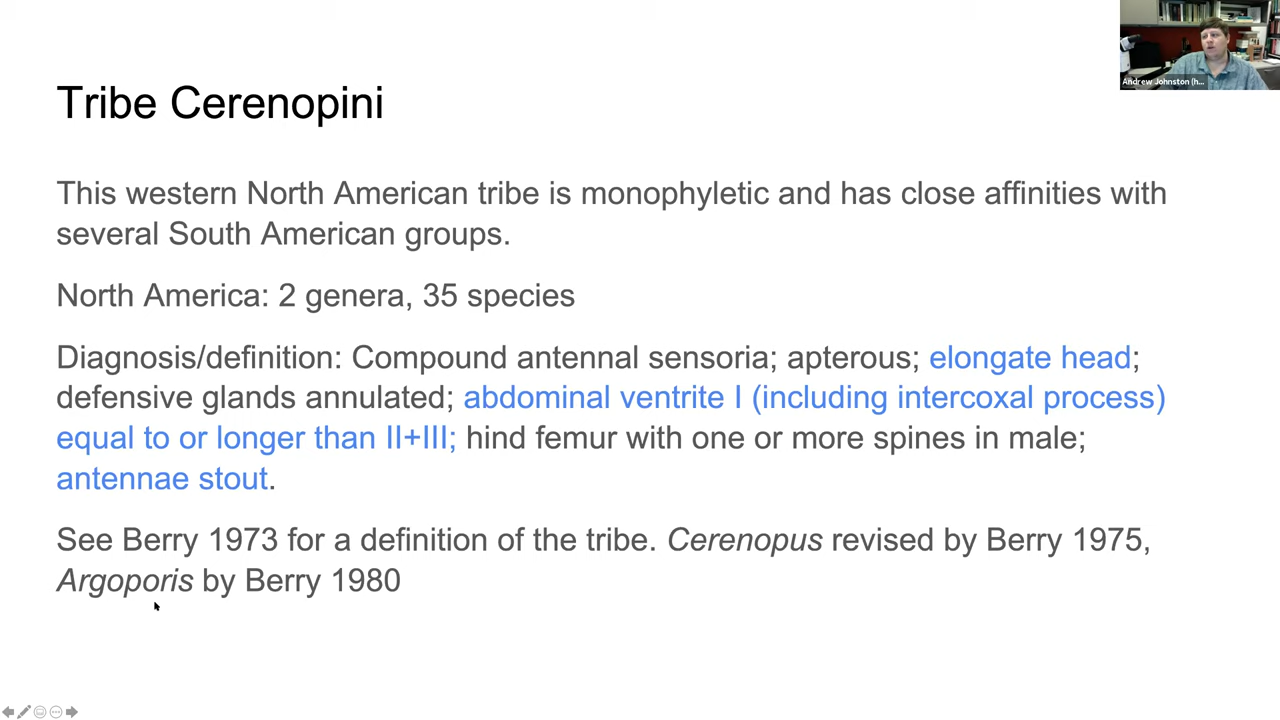 Andrew Johnston (h...
Tribe Cerenopini
This western North American tribe is monophyletic and has close affinities with
several South American groups.
North America: 2 genera, 35 species
Diagnosis/definition: Compound antennal sensoria; apterous; elongate head;
defensive glands annulated; abdominal ventrite I (including intercoxal process)
equal to or longer than II+III; hind femur with one or more spines in male;
antennae stout.
See Berry 1973 for a definition of the tribe. Cerenopus revised by Berry 1975,
Argoporis by Berry 1980